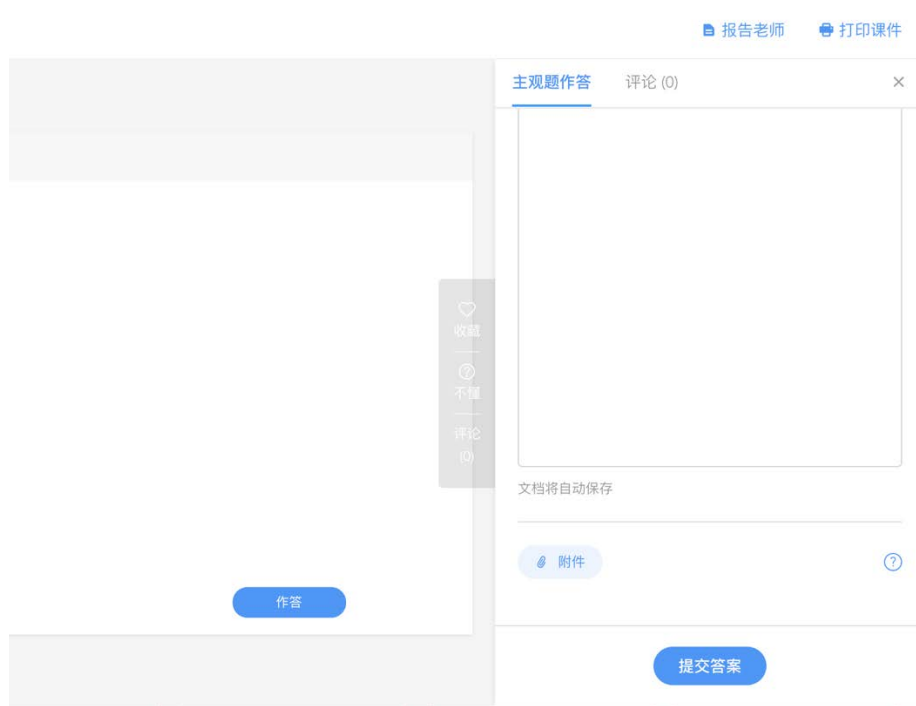 报告老师
打印课件
主观题作答
评论 (0)
收藏
不懂
评论
(0)
文档将自动保存
附件
作答
提交答案